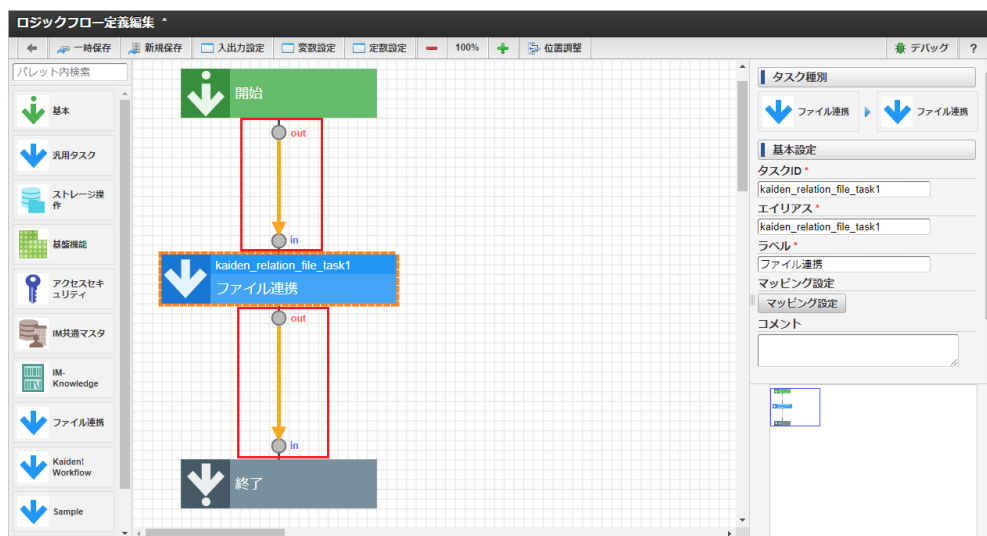 ロジックフロー定義編集 *
一時保存 新規保存 入出力設定 変数設定 定数設定 100% 位置調整 デバッグ ?
パレット内検索
基本
汎用タスク
ストレージ操
作
基盤機能
アクセスセキ
ュリティ
IM共通マスタ
IM-
Knowledge
ファイル連携
Kaiden!
Workflow
Sample
開始
out
in
kaiden_relation_file_task1
ファイル連携
out
in
終了
タスク種別
ファイル連携 ファイル連携
基本設定
タスクID *
kaiden_relation_file_task1
エイリアス *
kaiden_relation_file_task1
ラベル *
ファイル連携
マッピング設定
マッピング設定
コメント